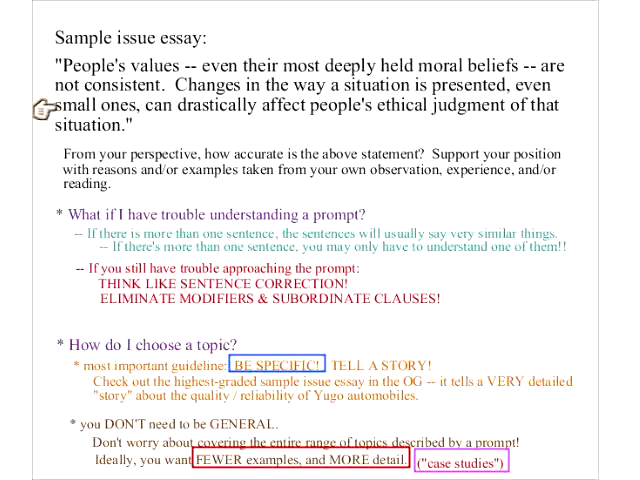 Sample issue essay:
"People's values -- even their most deeply held moral beliefs -- are
not consistent.  Changes in the way a situation is presented, even
small ones, can drastically affect people's ethical judgment of that
situation."
From your perspective, how accurate is the above statement?  Support your position
with reasons and/or examples taken from your own observation, experience, and/or
reading.
* What if I have trouble understanding a prompt?
-- If there is more than one sentence, the sentences will usually say very similar things.
-- If there's more than one sentence, you may only have to understand one of them!!
-- If you still have trouble approaching the prompt:
THINK LIKE SENTENCE CORRECTION!
ELIMINATE MODIFIERS & SUBORDINATE CLAUSES!
* How do I choose a topic?
* most important guideline: BE SPECIFIC!  TELL A STORY!
Check out the highest-graded sample issue essay in the OG -- it tells a VERY detailed
"story" about the quality / reliability of Yugo automobiles.
* you DON'T need to be GENERAL.
Don't worry about covering the entire range of topics described by a prompt!
Ideally, you want FEWER examples, and MORE detail. ("case studies")